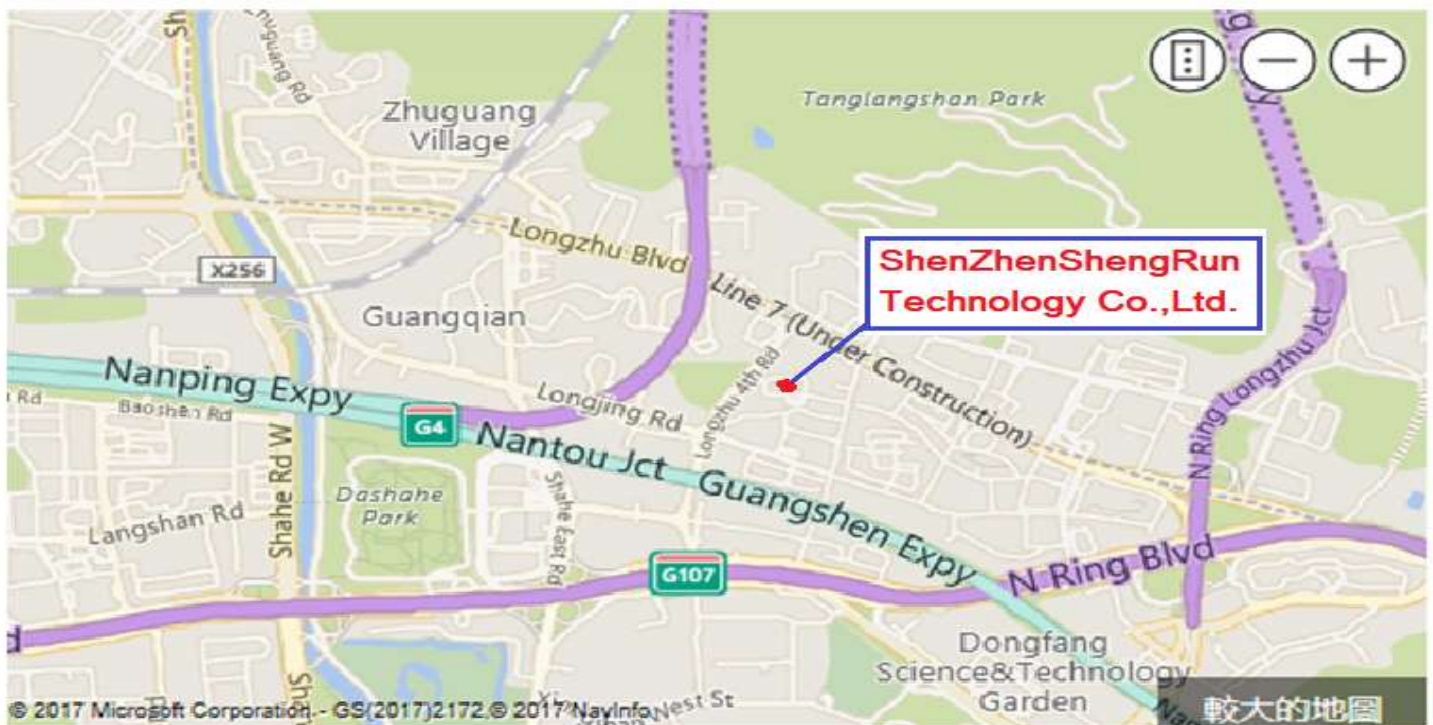 Zhuguang
Village
Tanglangshan Park
Longzhu Blvd
X256
ShenZhenShengRun
Technology Co.,Ltd.
Line 7 (Under Construction)
Guangqian
N Ring Longzhu Jct
Nanping Expy
Longzhu 4th Rd
Longjing Rd
Rd
Baoshen Rd
G4
Nantou Jct
Guangshen Expy
Shahe Rd W
Dashahe
Park
Langshan Rd
Shahe East Rd
G107
N Ring Blvd
Dongfang
Science&Technology
Garden
© 2017 Microsoft Corporation - GS(2017)2172 © 2017 NavInfo
West St
較大的地圖